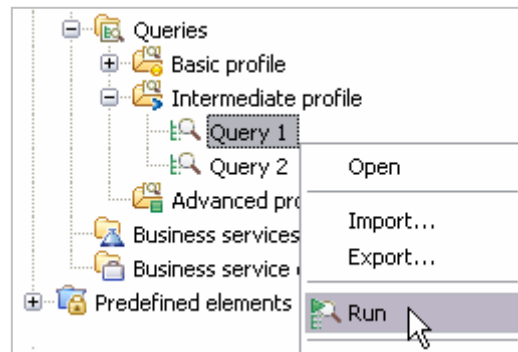 Queries
Basic profile
Intermediate profile
Query 1
Query 2
Open
Advanced
Import...
Business services
Export...
Business service
Predefined elements
Run